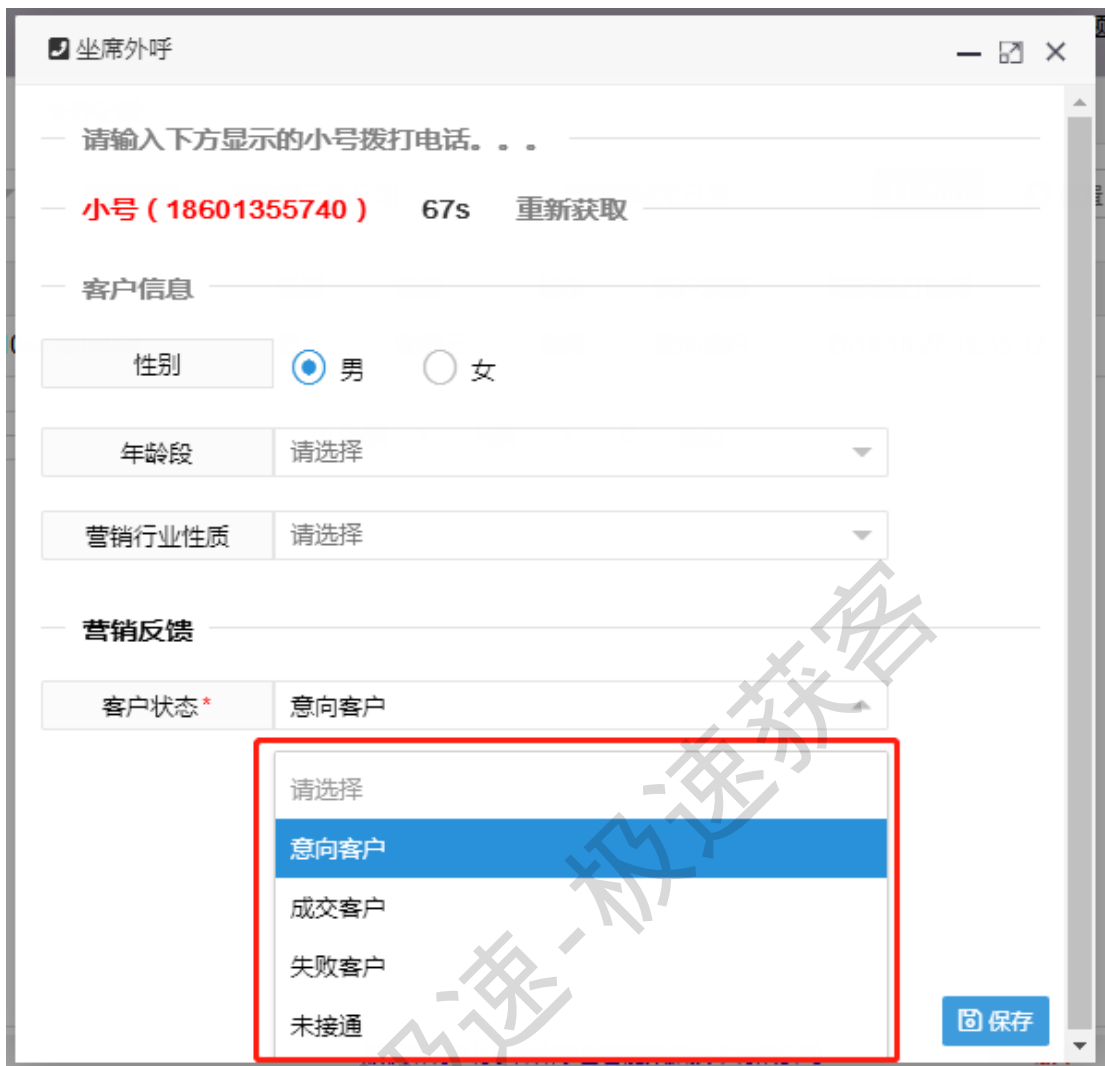 坐席外呼
请输入下方显示的小号拨打电话。。。
小号(18601355740) 67s 重新获取
客户信息
性别 男 女
年龄段 请选择
营销行业性质 请选择
营销反馈
客户状态* 意向客户
请选择
意向客户
成交客户
失败客户
未接通
保存
极速-极速获客